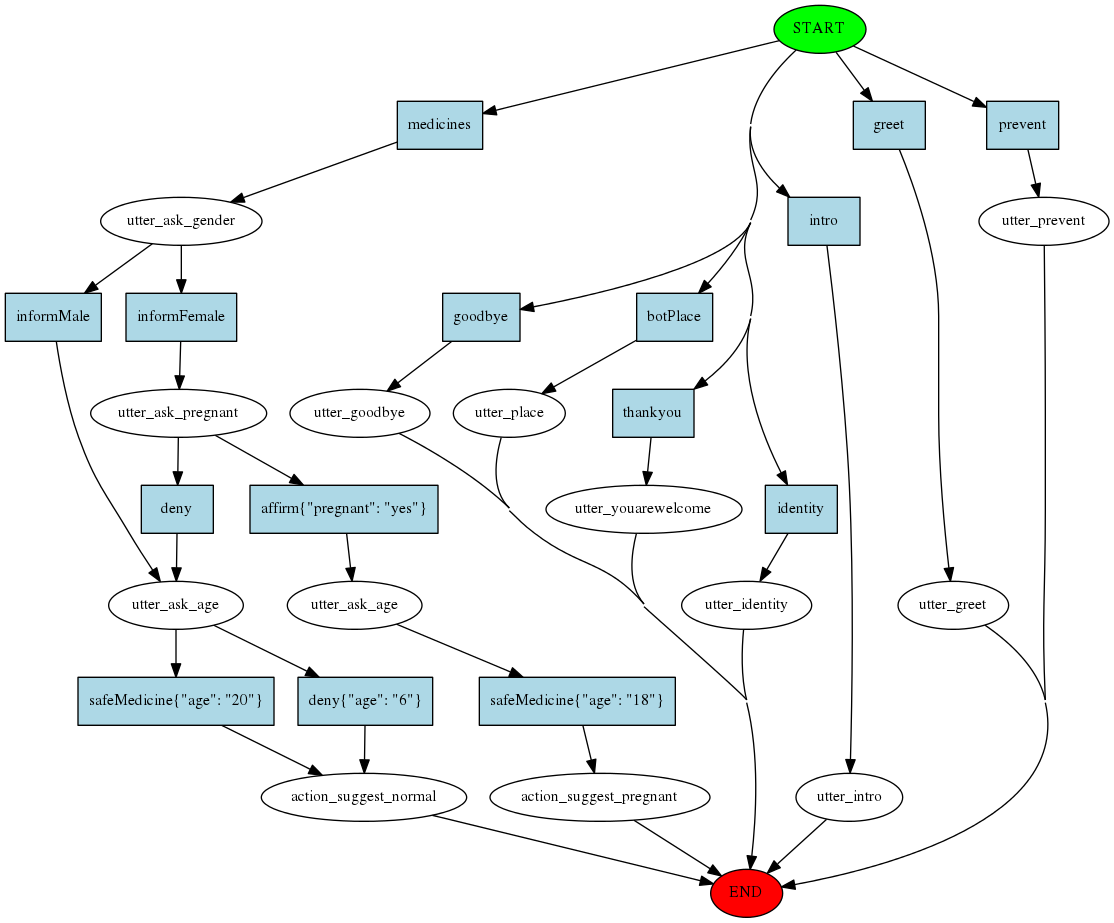 START
medicines
greet
prevent
utter_ask_gender
intro
utter_prevent
informMale
informFemale
goodbye
botPlace
utter_ask_pregnant
utter_goodbye
utter_place
thankyou
deny
affirm{"pregnant": "yes"}
utter_youarewelcome
identity
utter_ask_age
utter_ask_age
utter_identity
utter_greet
safeMedicine{"age": "20"}
deny{"age": "6"}
safeMedicine{"age": "18"}
action_suggest_normal
action_suggest_pregnant
utter_intro
END